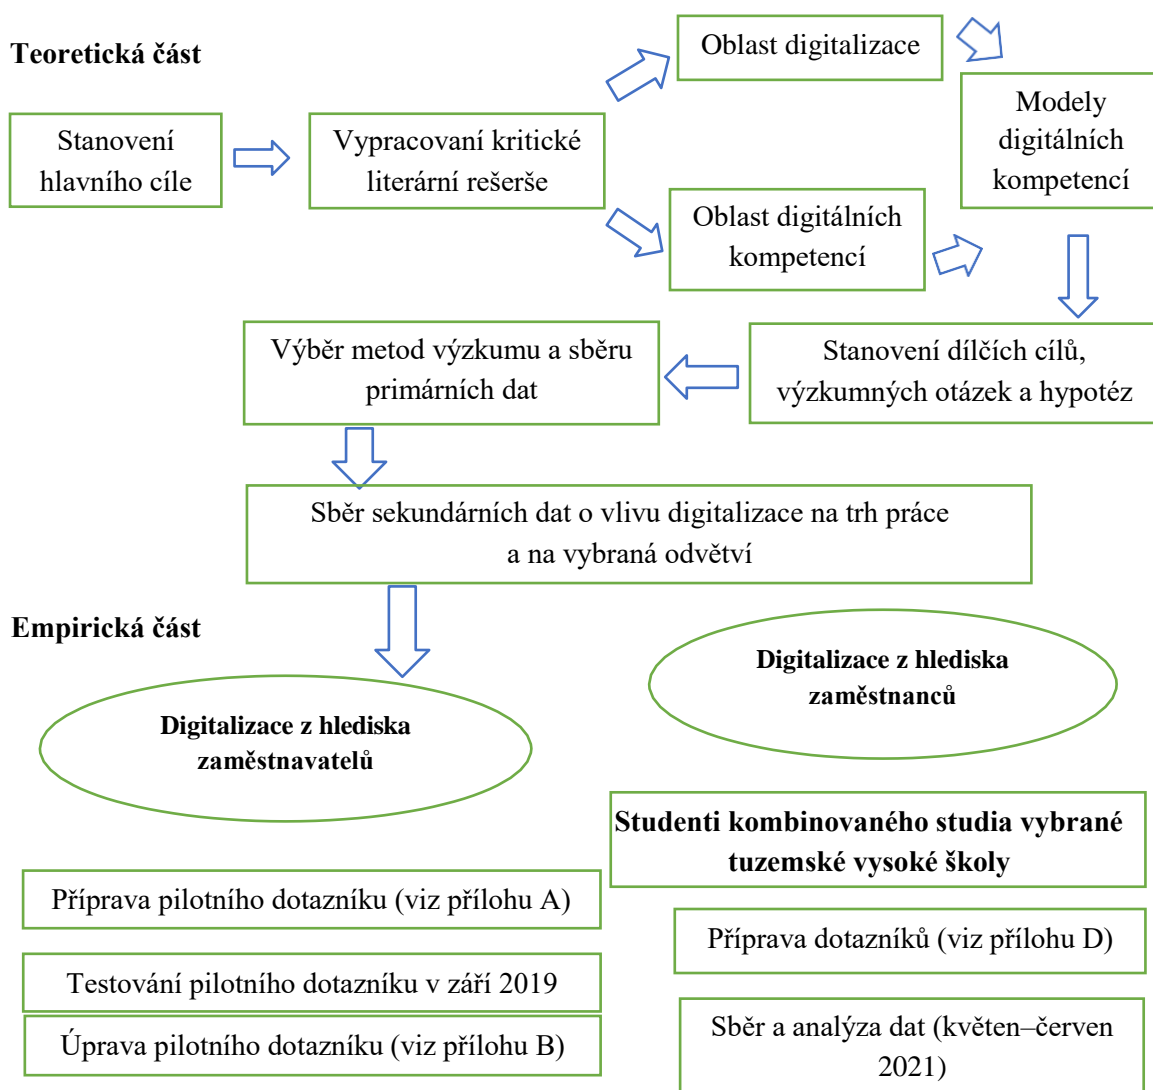 Teoretická část
Stanovení
hlavního cíle
Vypracovaní kritické
literární rešerše
Oblast digitalizace
Oblast digitálních
kompetencí
Modely
digitálních
kompetencí
Stanovení dílčích cílů,
výzkumných otázek a hypotéz
Výběr metod výzkumu a sběru
primárních dat
Sběr sekundárních dat o vlivu digitalizace na trh práce
a na vybraná odvětví
Empirická část
Digitalizace z hlediska
zaměstnavatelů
Příprava pilotního dotazníku (viz přílohu A)
Testování pilotního dotazníku v září 2019
Úprava pilotního dotazníku (viz přílohu B)
Digitalizace z hlediska
zaměstnanců
Studenti kombinovaného studia vybrané
tuzemské vysoké školy
Příprava dotazníků (viz přílohu D)
Sběr a analýza dat (květen–červen
2021)